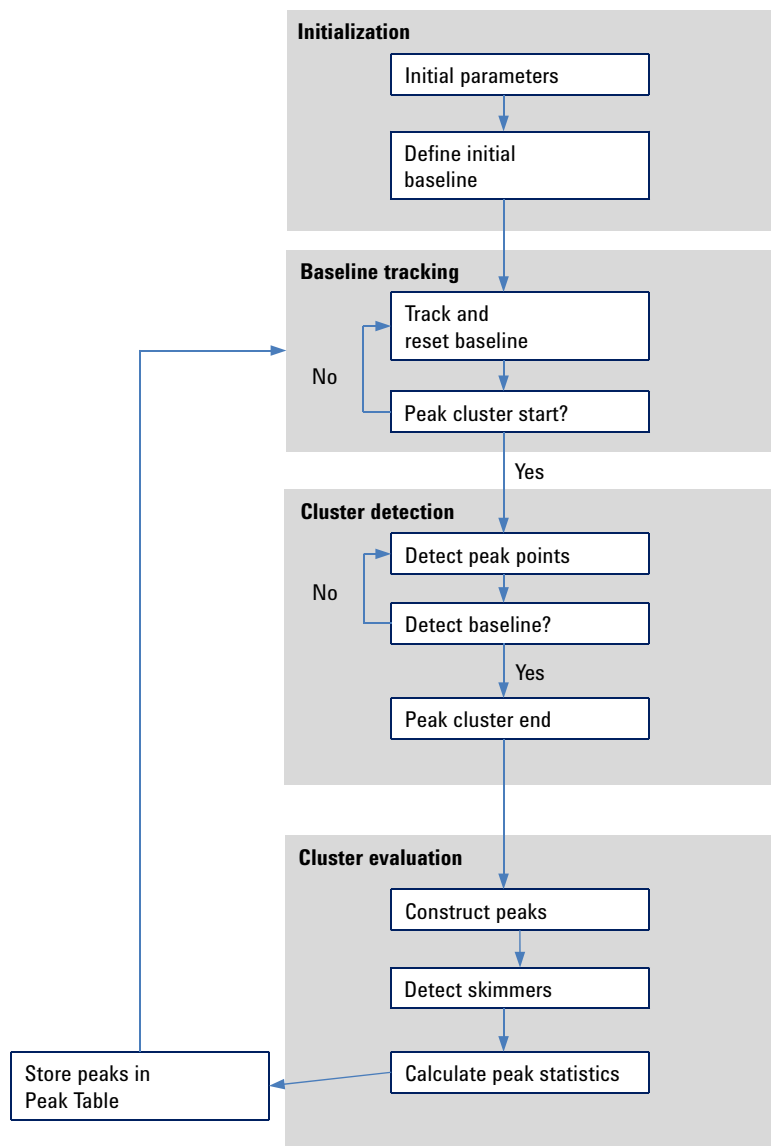 Initialization
Initial parameters
Define initial
baseline
Baseline tracking
Track and
reset baseline
No
Peak cluster start?
Yes
Cluster detection
Detect peak points
No
Detect baseline?
Yes
Peak cluster end
Cluster evaluation
Construct peaks
Detect skimmers
Calculate peak statistics
Store peaks in
Peak Table